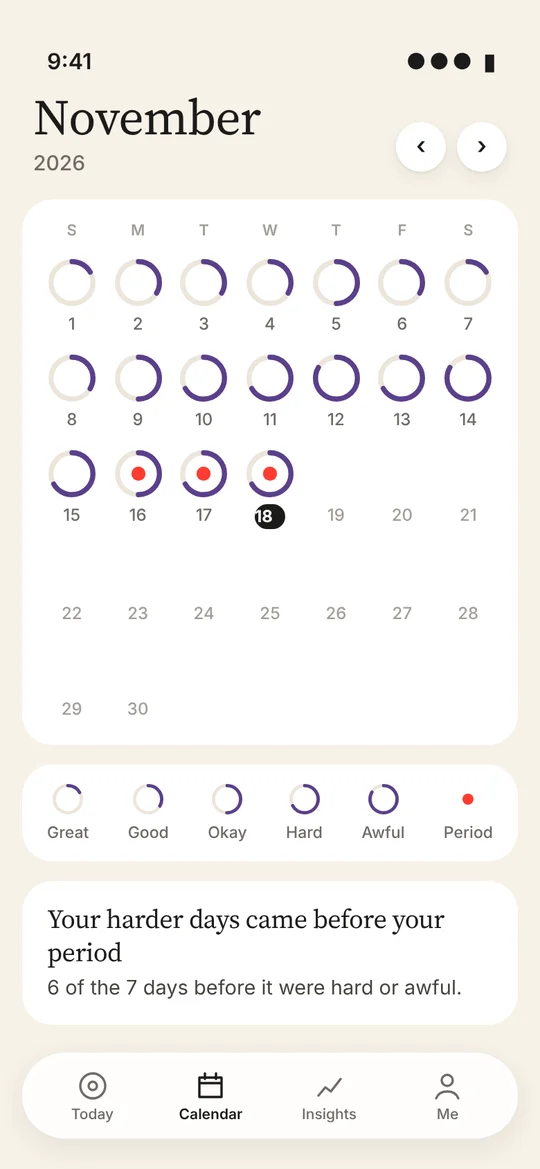 9:41
November
2026
‹ ›
S M T W T F S
1 2 3 4 5 6 7
8 9 10 11 12 13 14
15 16 17 18 19 20 21
22 23 24 25 26 27 28
29 30
Great Good Okay Hard Awful Period
Your harder days came before your
period
6 of the 7 days before it were hard or awful.
Today Calendar Insights Me